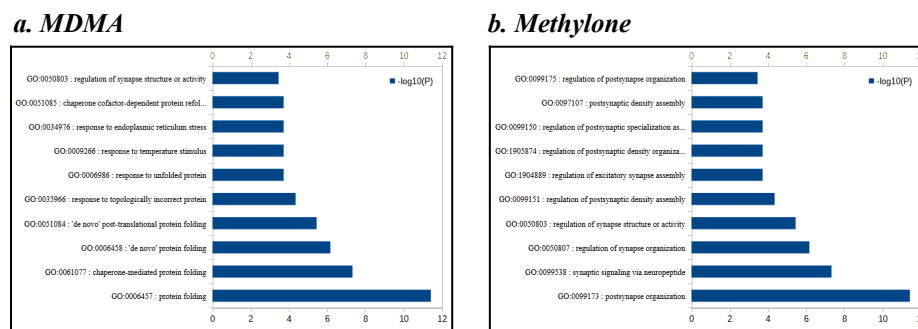 a. MDMA
0 2 4 6 8 10 12
-log10(P)
GO:0050803 : regulation of synapse structure or activity
GO:0051085 : chaperone cofactor-dependent protein refol...
GO:0034976 : response to endoplasmic reticulum stress
GO:0009266 : response to temperature stimulus
GO:0006986 : response to unfolded protein
GO:0035966 : response to topologically incorrect protein
GO:0051084 : 'de novo' post-translational protein folding
GO:0006458 : 'de novo' protein folding
GO:0061077 : chaperone-mediated protein folding
GO:0006457 : protein folding
0 2 4 6 8 10 12
b. Methylone
0 2 4 6 8 10 12
-log10(P)
GO:0099175 : regulation of postsynapse organization
GO:0097107 : postsynaptic density assembly
GO:0099150 : regulation of postsynaptic specialization as...
GO:1905874 : regulation of postsynaptic density organiza...
GO:1904889 : regulation of excitatory synapse assembly
GO:0099151 : regulation of postsynaptic density assembly
GO:0050803 : regulation of synapse structure or activity
GO:0050807 : regulation of synapse organization
GO:0099538 : synaptic signaling via neuropeptide
GO:0099173 : postsynapse organization
0 2 4 6 8 10 12